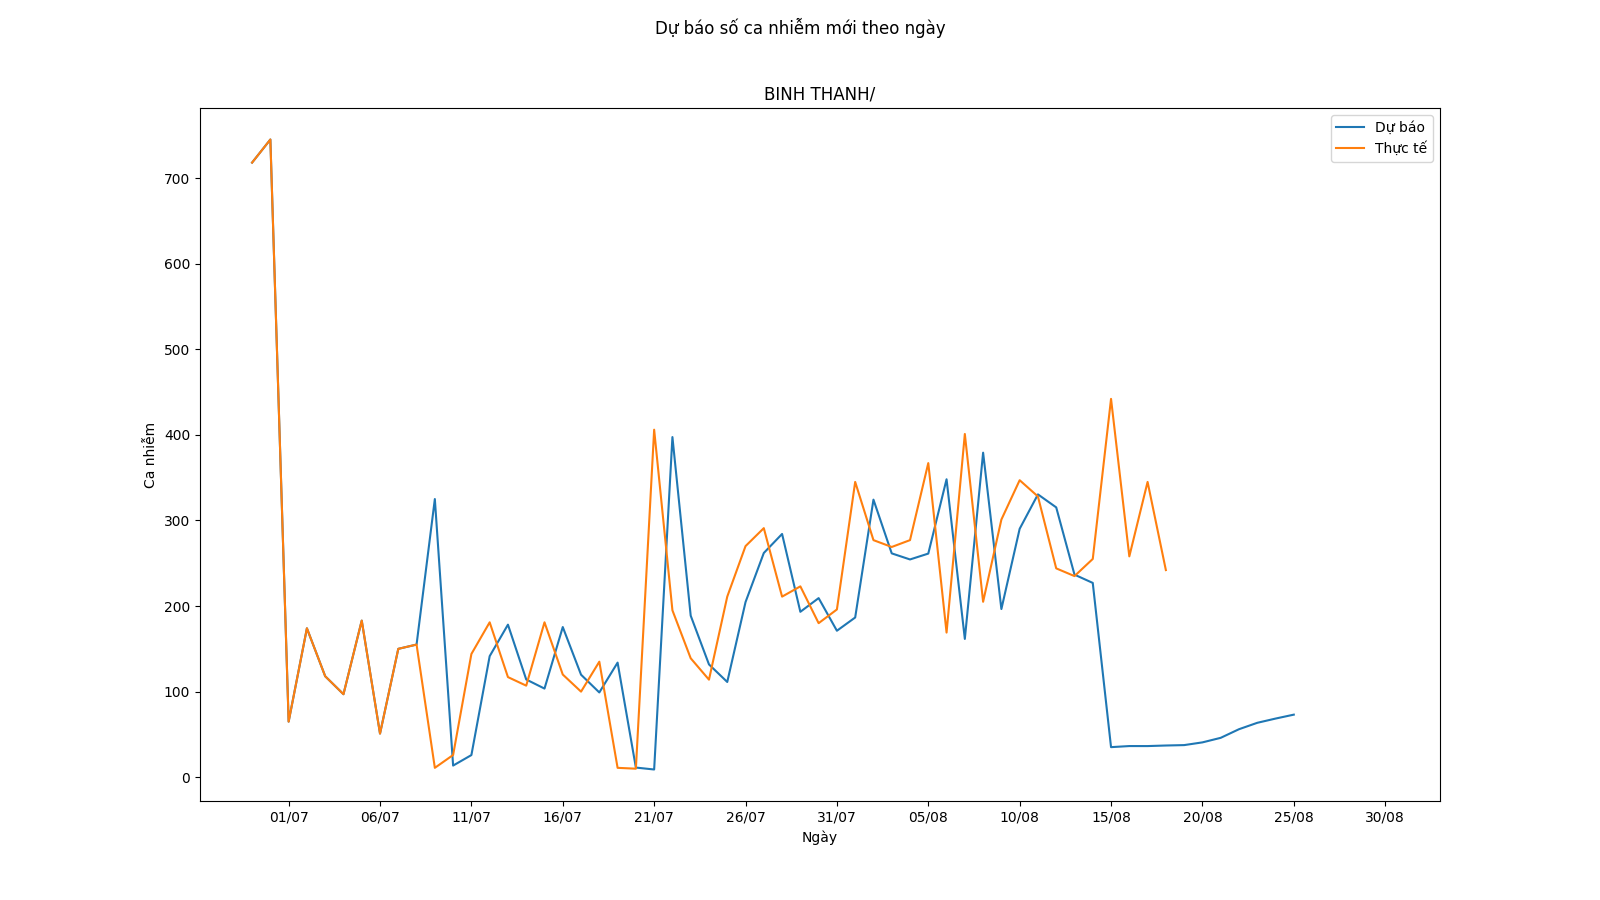 Dự báo số ca nhiễm mới theo ngày
BINH THANH/
Dự báo
Thực tế
700
600
500
400
300
200
100
0
Ca nhiễm
01/07 06/07 11/07 16/07 21/07 26/07 31/07 05/08 10/08 15/08 20/08 25/08 30/08
Ngày